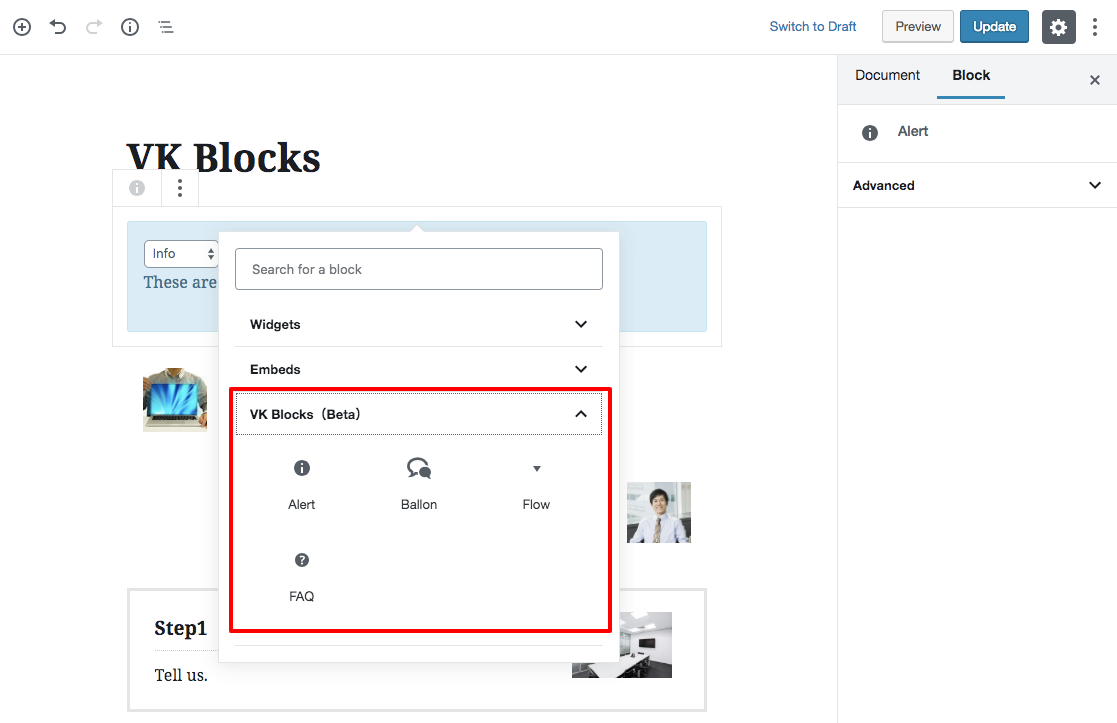 Switch to Draft
Preview
Update
Document
Block
Alert
Advanced
VK Blocks
Info
These are
Search for a block
Widgets
Embeds
VK Blocks（Beta）
Alert
Ballon
Flow
FAQ
Step1
Tell us.